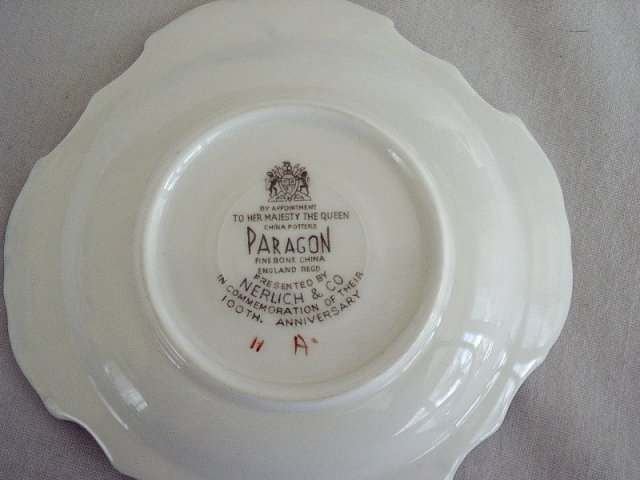 BY APPOINTMENT
TO HER MAJESTY THE QUEEN
CHINA POTTERS
PARAGON
FINE BONE CHINA
ENGLAND REGD
PRESENTED BY
NERLICH & CO
IN COMMEMORATION OF THEIR
100TH. ANNIVERSARY
H A.